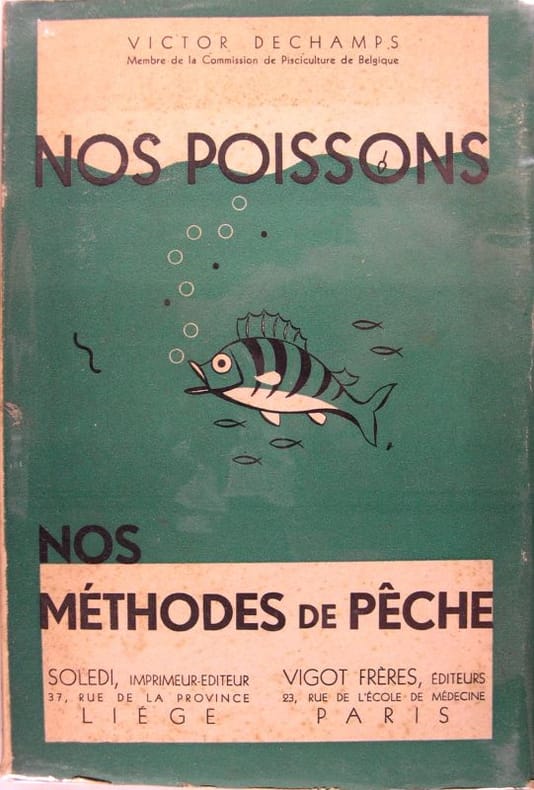 VICTOR DECHAMPS
Membre de la Commission de Pisciculture de Belgique
NOS POISSONS
NOS
MÉTHODES DE PÊCHE
SOLEDI, IMPRIMEUR-EDITEUR
37, RUE DE LA PROVINCE
LIÉGE
VIGOT FRÈRES, ÉDITEURS
23, RUE DE L'ÉCOLE DE MÉDECINE
PARIS